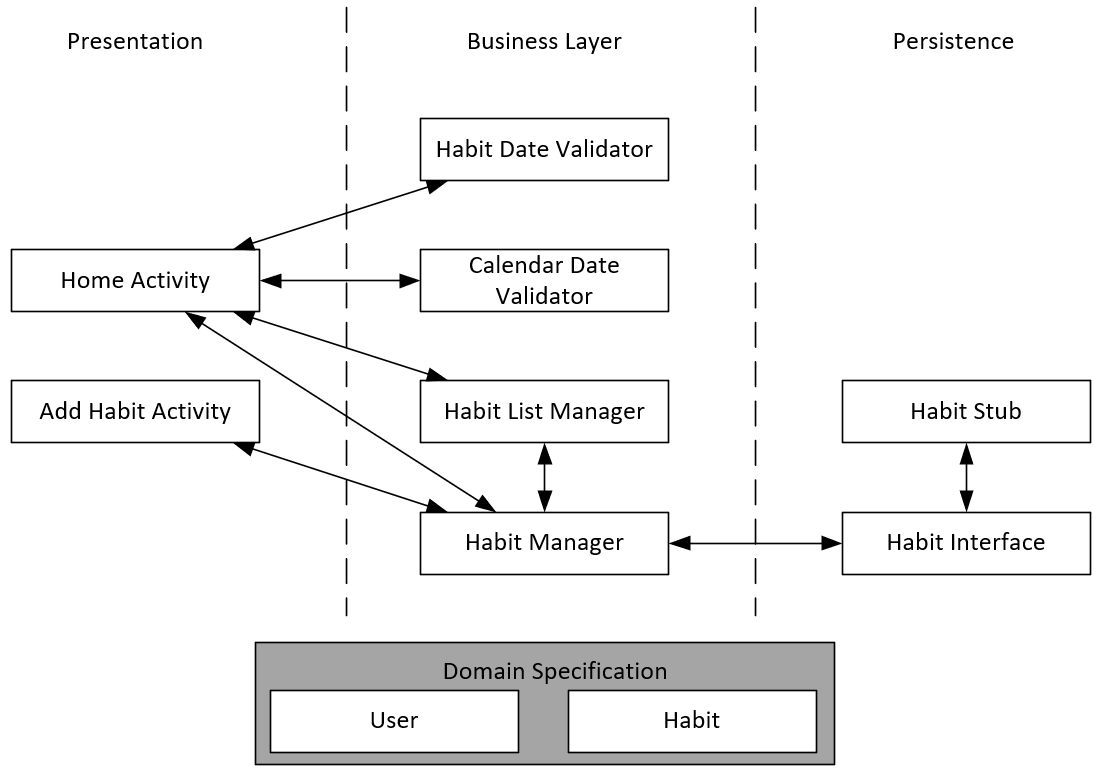 Presentation
Business Layer
Persistence
Habit Date Validator
Home Activity
Calendar Date
Validator
Add Habit Activity
Habit List Manager
Habit Stub
Habit Manager
Habit Interface
Domain Specification
User
Habit